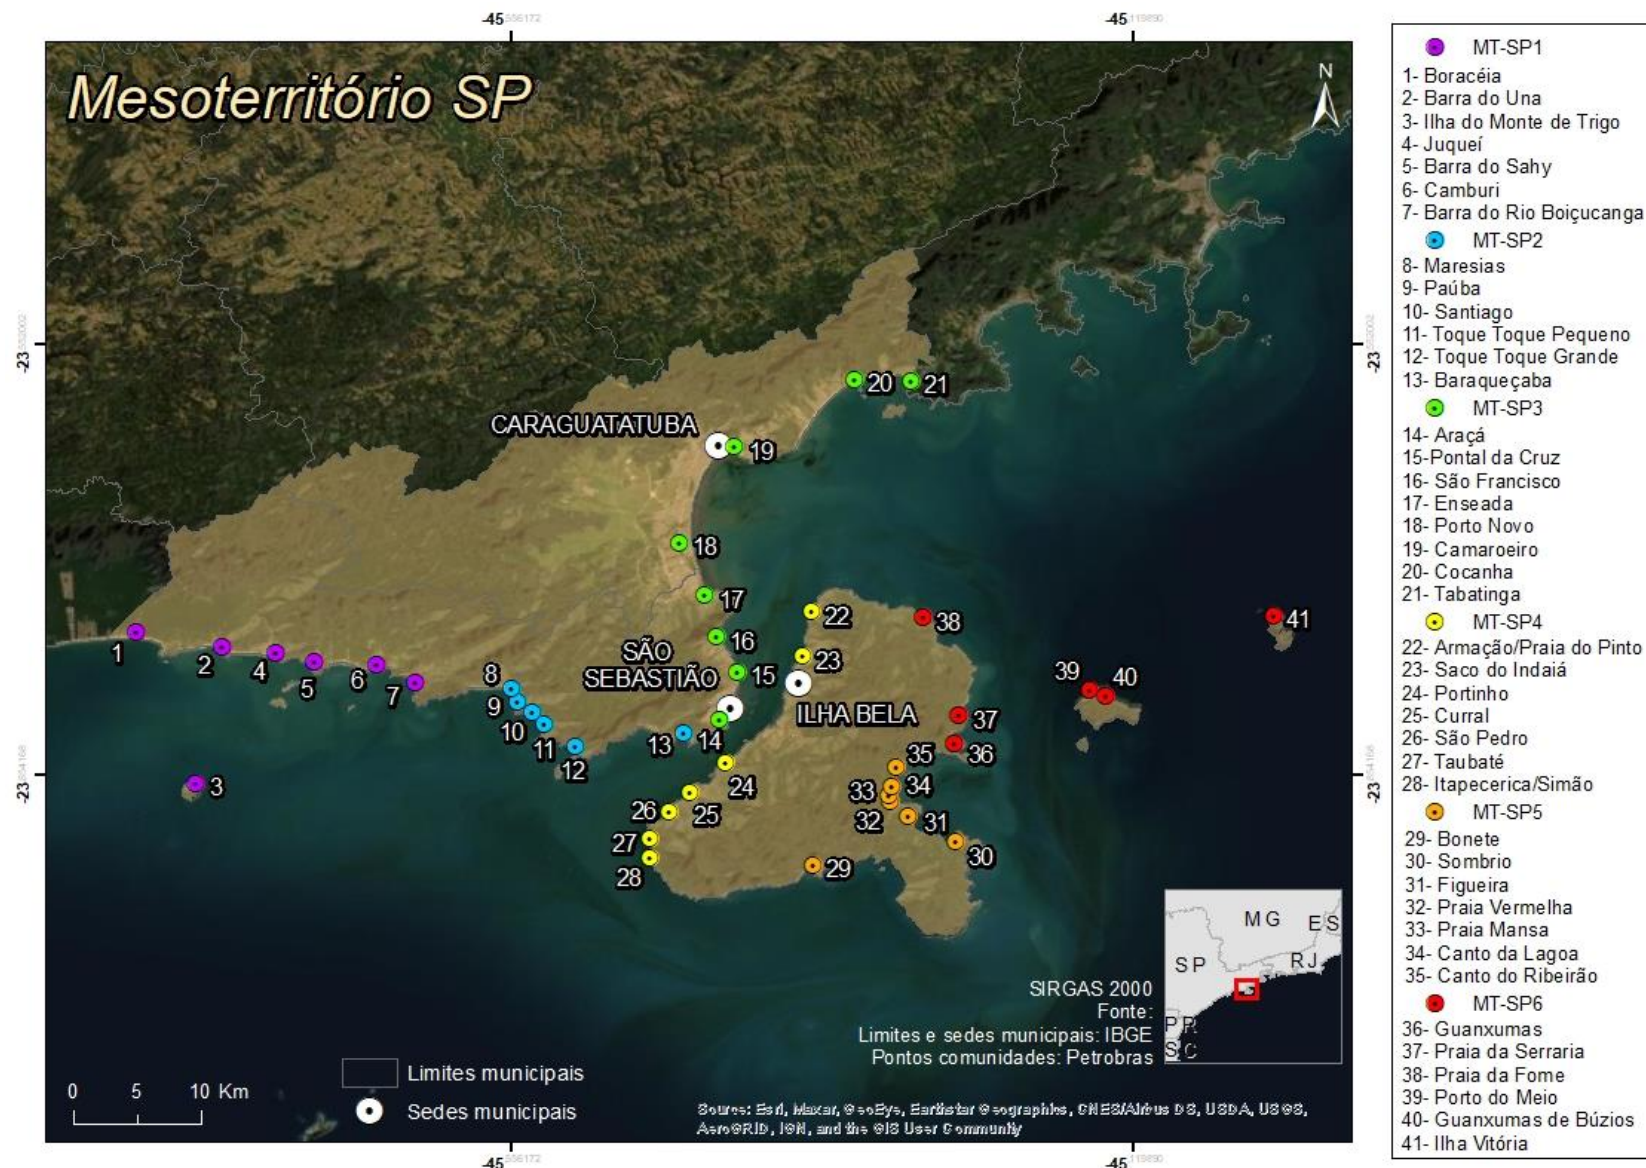 -45 556172
-45 119890
Mesoterritório SP
N
-23 552002
-23 552002
CARAGUATATUBA
20
21
19
18
17
16
SÃO
SEBASTIÃO
15
14
13
22
23
ILHA BELA
38
41
39
40
37
36
35
34
33
32
31
30
29
24
25
26
27
28
1
2
4
5
6
7
8
9
10
11
12
3
-23 854168
-23 854168
MG
ES
SP
RJ
PR
SC
SIRGAS 2000
Fonte:
Limites e sedes municipais: IBGE
Pontos comunidades: Petrobras
0 5 10 Km
Limites municipais
Sedes municipais
Source: Esri, Maxar, GeoEye, Earthstar Geographics, CNES/Airbus DS, USDA, USGS,
AeroGRID, IGN, and the GIS User Community
-45 556172
-45 119890
MT-SP1
1- Boracéia
2- Barra do Una
3- Ilha do Monte de Trigo
4- Juqueí
5- Barra do Sahy
6- Camburi
7- Barra do Rio Boiçucanga
MT-SP2
8- Maresias
9- Paúba
10- Santiago
11- Toque Toque Pequeno
12- Toque Toque Grande
13- Baraqueçaba
MT-SP3
14- Araçá
15-Pontal da Cruz
16- São Francisco
17- Enseada
18- Porto Novo
19- Camaroeiro
20- Cocanha
21- Tabatinga
MT-SP4
22- Armação/Praia do Pinto
23- Saco do Indaiá
24- Portinho
25- Curral
26- São Pedro
27- Taubaté
28- Itapecerica/Simão
MT-SP5
29- Bonete
30- Sombrio
31- Figueira
32- Praia Vermelha
33- Praia Mansa
34- Canto da Lagoa
35- Canto do Ribeirão
MT-SP6
36- Guanxumas
37- Praia da Serraria
38- Praia da Fome
39- Porto do Meio
40- Guanxumas de Búzios
41- Ilha Vitória